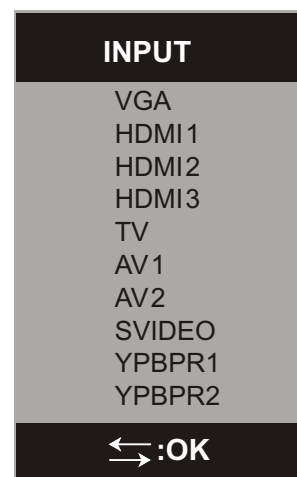 INPUT
VGA
HDMI1
HDMI2
HDMI3
TV
AV1
AV2
SVIDEO
YPBPR1
YPBPR2
:OK